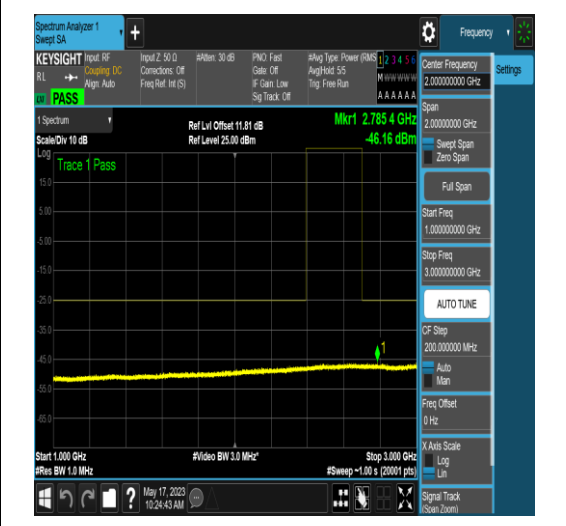 Spectrum Analyzer 1
Swept SA
Frequency
KEYSIGHT
RL
Input: RF
Coupling: DC
Align: Auto
Input Z: 50 Ω
Corrections: Off
Freq Ref: Int (S)
#Atten: 30 dB
PNO: Fast
Gate: Off
IF Gain: Low
Sig Track: Off
#Avg Type: Power (RMS
Avg|Hold: 5/5
Trig: Free Run
1 2 3 4 5 6
M w w w w w
A A A A A A
PASS
1 Spectrum
Scale/Div 10 dB
Ref Lvl Offset 11.81 dB
Ref Level 25.00 dBm
Mkr1 2.785 4 GHz
-46.16 dBm
Log
Trace 1 Pass
15.0
5.00
-5.00
-15.0
-25.0
-35.0
-45.0
-55.0
-65.0
1
Start 1.000 GHz
#Res BW 1.0 MHz
#Video BW 3.0 MHz*
Stop 3.000 GHz
#Sweep ~1.00 s (20001 pts)
May 17, 2023
10:24:43 AM
Center Frequency
2.000000000 GHz
Settings
Span
2.00000000 GHz
Swept Span
Zero Span
Full Span
Start Freq
1.000000000 GHz
Stop Freq
3.000000000 GHz
AUTO TUNE
CF Step
200.000000 MHz
Auto
Man
Freq Offset
0 Hz
X Axis Scale
Log
Lin
Signal Track
(Span Zoom)